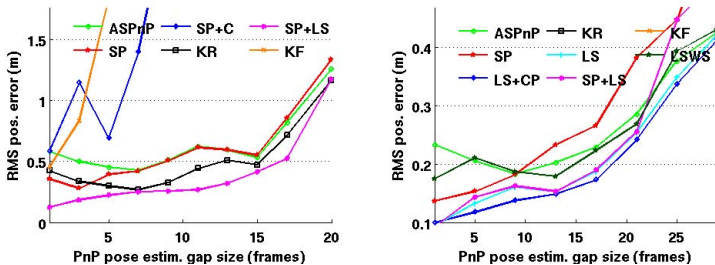 RMS pos. error (m)
1.5
1
0.5
0
ASPnP
SP+C
SP+LS
SP
KR
KF
0
5
10
15
20
PnP pose estim. gap size (frames)
RMS pos. error (m)
0.4
0.3
0.2
0.1
ASPnP
KR
KF
SP
LS
LSWS
LS+CP
SP+LS
5
10
15
20
25
PnP pose estim. gap size (frames)